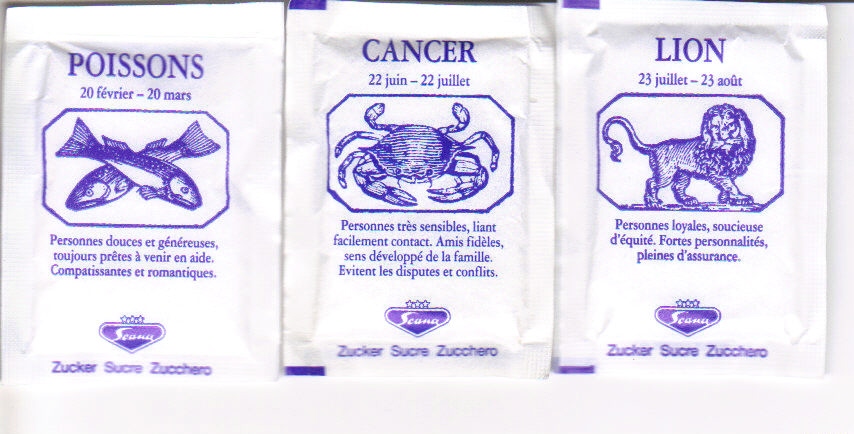 POISSONS
20 février – 20 mars
Personnes douces et généreuses,
toujours prêtes à venir en aide.
Compatissantes et romantiques.
Scana
Zucker Sucre Zucchero
CANCER
22 juin – 22 juillet
Personnes très sensibles, liant
facilement contact. Amis fidèles,
sens développé de la famille.
Evitent les disputes et conflits.
Scana
Zucker Sucre Zucchero
LION
23 juillet – 23 août
Personnes loyales, soucieuse
d'équité. Fortes personnalités,
pleines d'assurance.
Scana
Zucker Sucre Zucchero